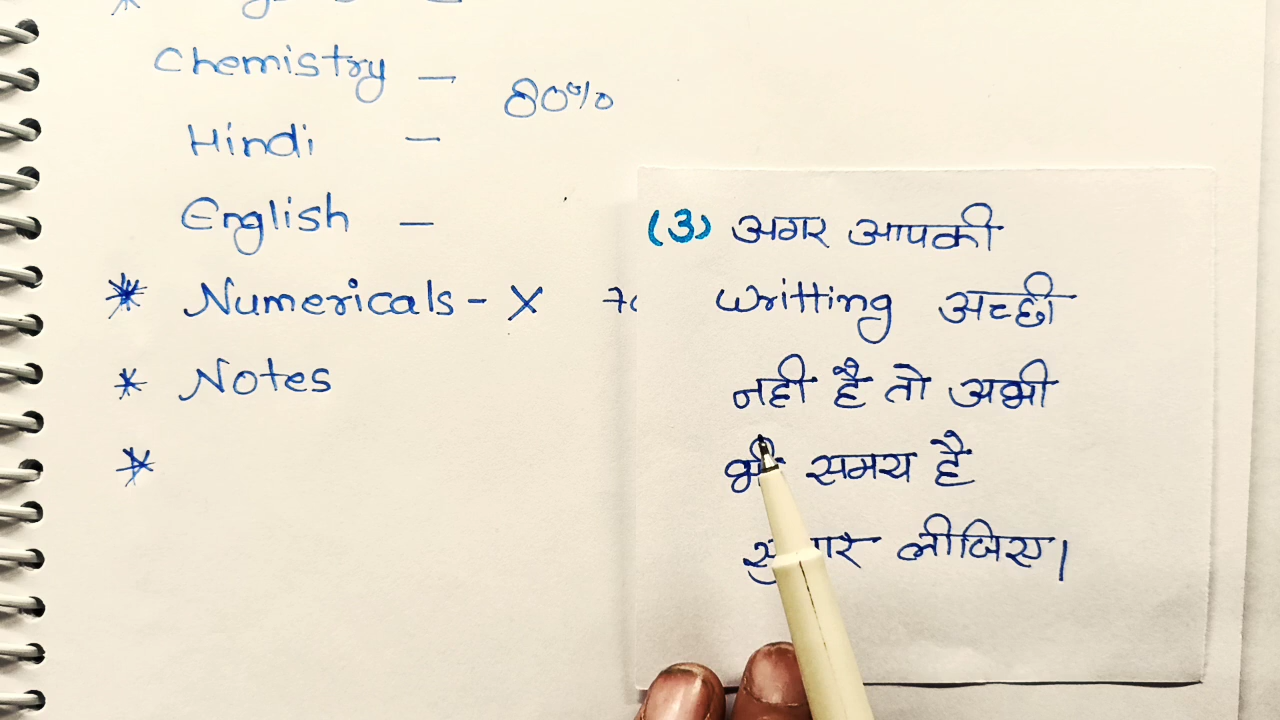 Chemistry -
80%
Hindi -
English -
* Numericals - X
* Notes
*
(3) अगर आपकी
writting अच्छी
नही है तो अभी
समय है
लीजिए।